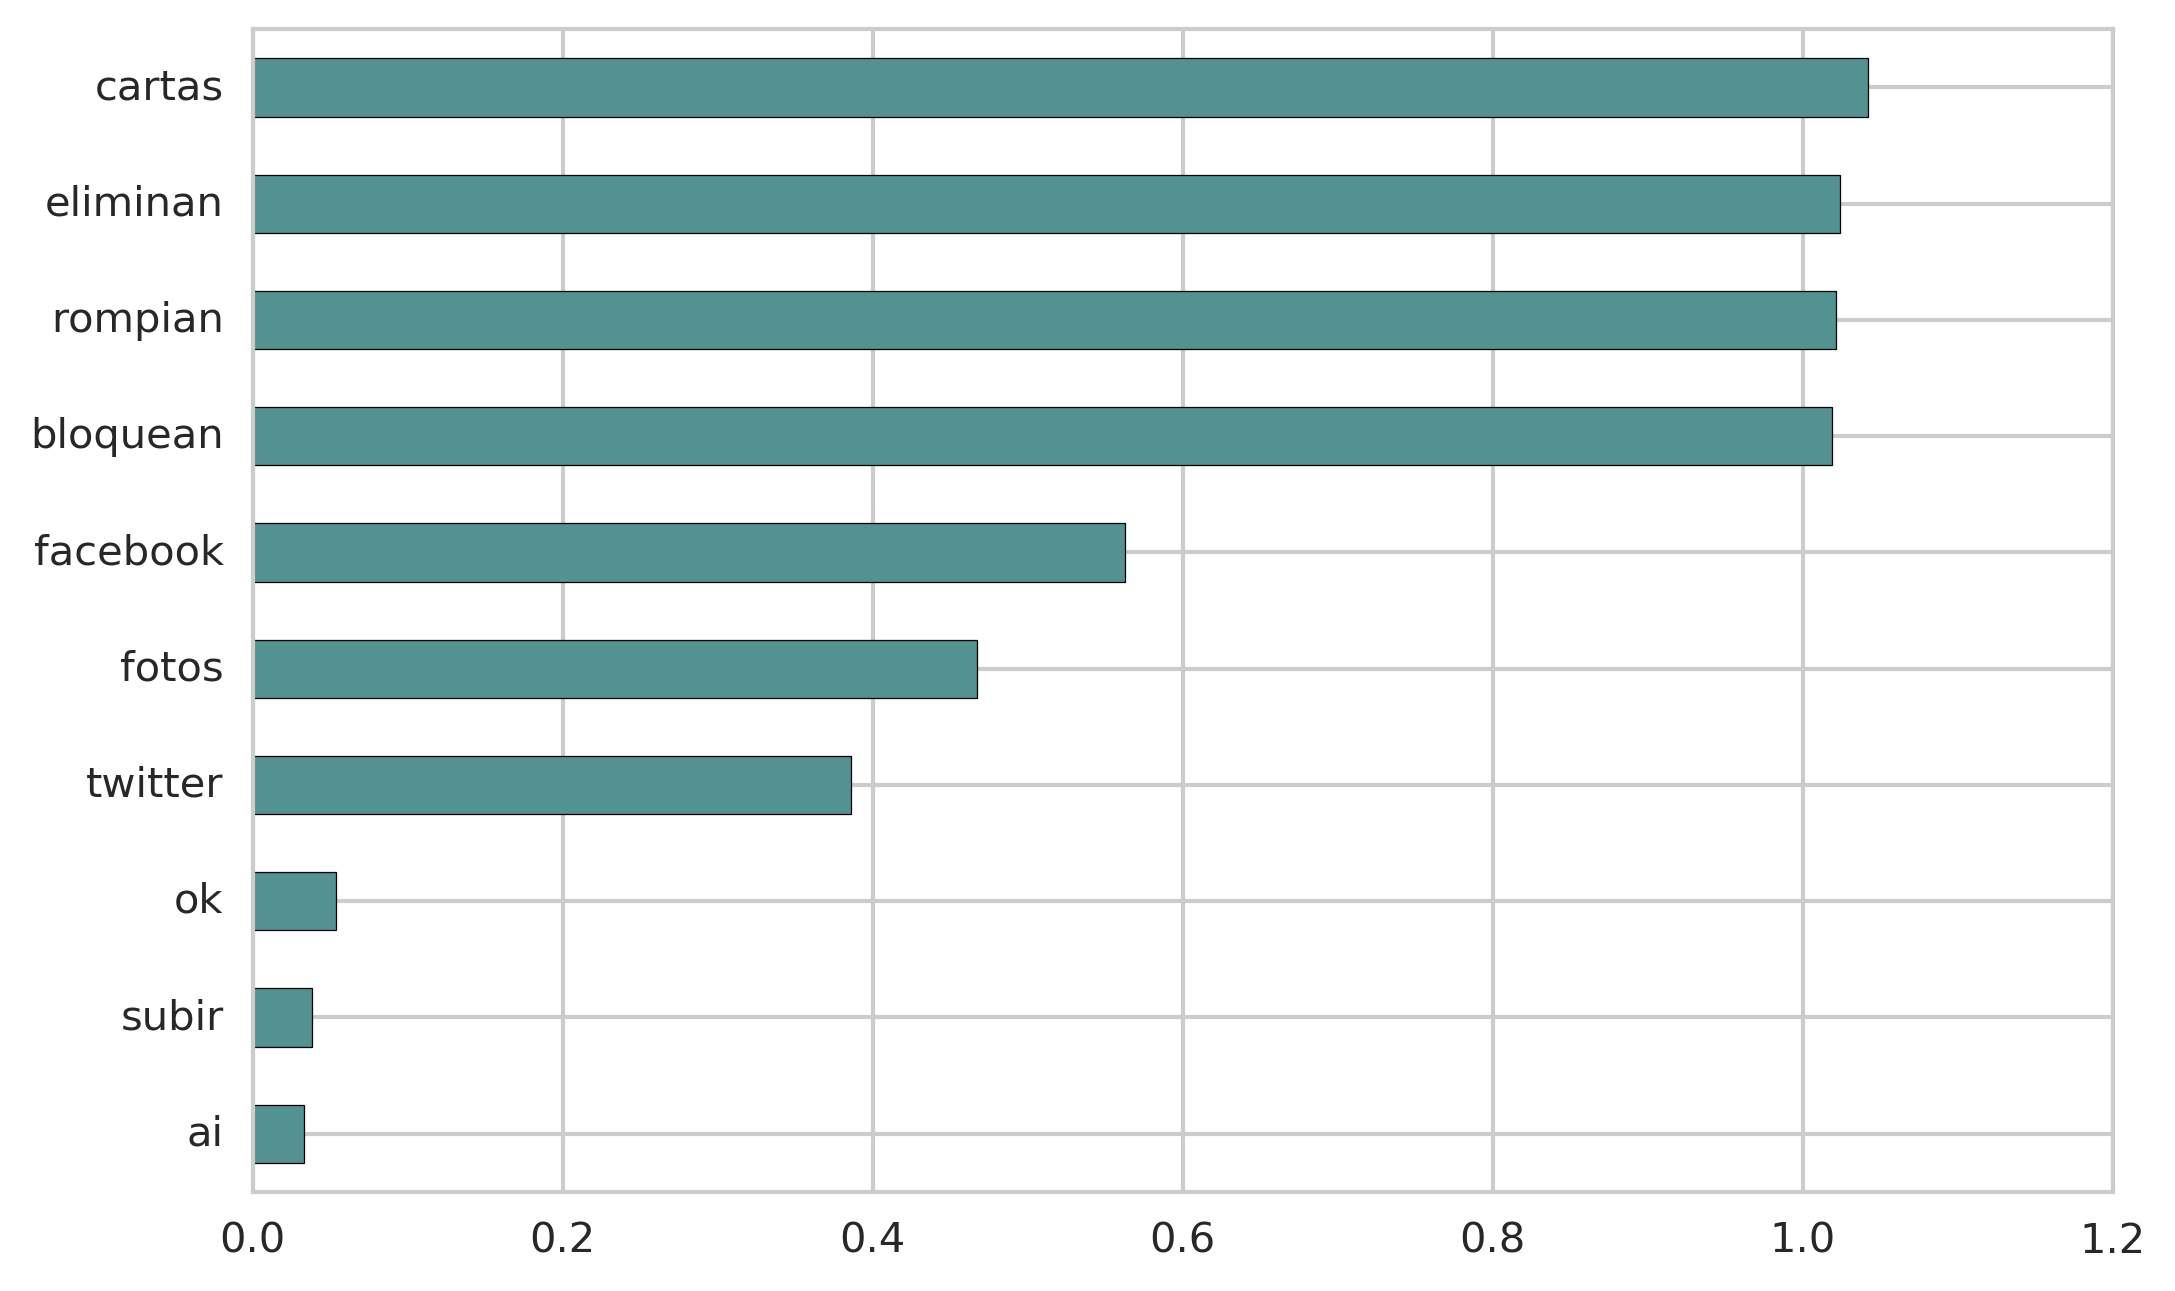 cartas
eliminan
rompian
bloquean
facebook
fotos
twitter
ok
subir
ai
0.0 0.2 0.4 0.6 0.8 1.0 1.2